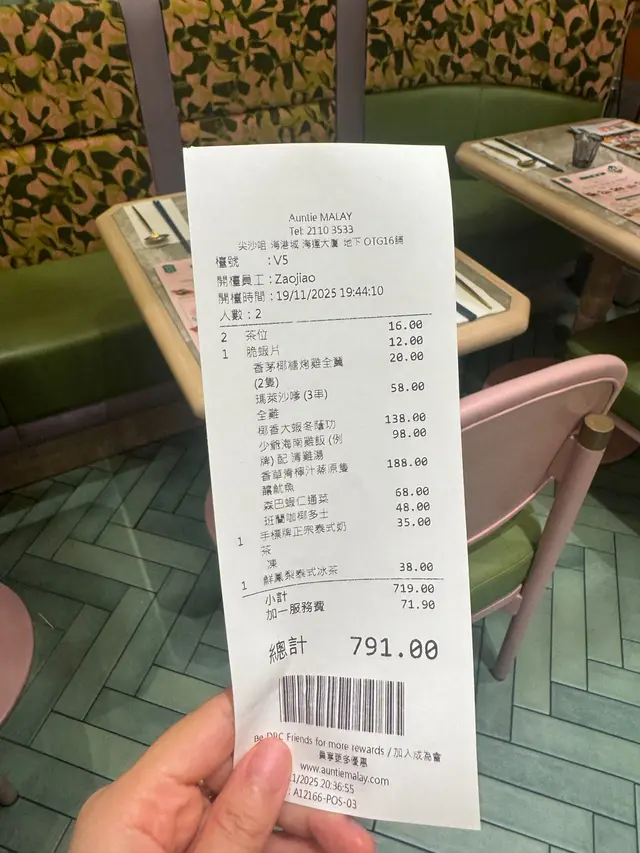 Auntie MALAY
Tel: 2110 3533
尖沙咀 海港城 海運大廈 地下 OTG16舖
檯號 :V5
開檯員工 : Zaojiao
開檯時間 : 19/11/2025 19:44:10
人數 : 2
2 茶位 16.00
1 脆蝦片 12.00
香茅椰糖烤雞全翼 20.00
(2隻)
瑪萊沙嗲 (3串) 58.00
全雞
椰香大蝦冬蔭功 138.00
少爺海南雞飯 (例 98.00
牌) 配 清雞湯
香草青檸汁蒸原隻 188.00
釀魷魚
森巴蝦仁通菜 68.00
班蘭咖椰多士 48.00
1 手標牌正宗泰式奶 35.00
茶
凍
1 鮮鳳梨泰式冰茶 38.00
小計 719.00
加一服務費 71.90
總計 791.00
Be DBC Friends for more rewards / 加入成為會
員享更多優惠
www.auntiemalay.com
11/2025 20:36:55
: A12166-POS-03